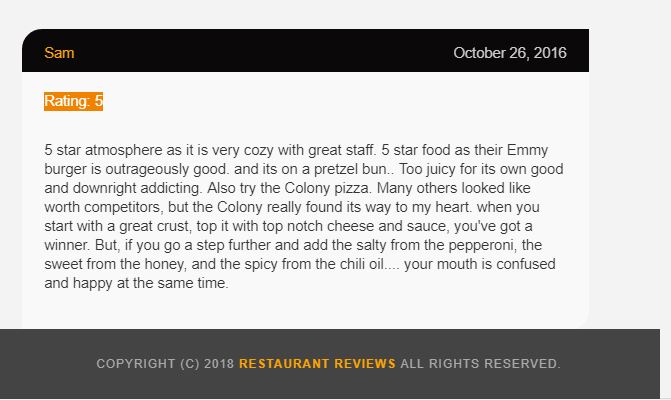 Sam
October 26, 2016
Rating: 5
5 star atmosphere as it is very cozy with great staff. 5 star food as their Emmy
burger is outrageously good. and its on a pretzel bun.. Too juicy for its own good
and downright addicting. Also try the Colony pizza. Many others looked like
worth competitors, but the Colony really found its way to my heart. when you
start with a great crust, top it with top notch cheese and sauce, you've got a
winner. But, if you go a step further and add the salty from the pepperoni, the
sweet from the honey, and the spicy from the chili oil.... your mouth is confused
and happy at the same time.
COPYRIGHT (C) 2018 RESTAURANT REVIEWS ALL RIGHTS RESERVED.